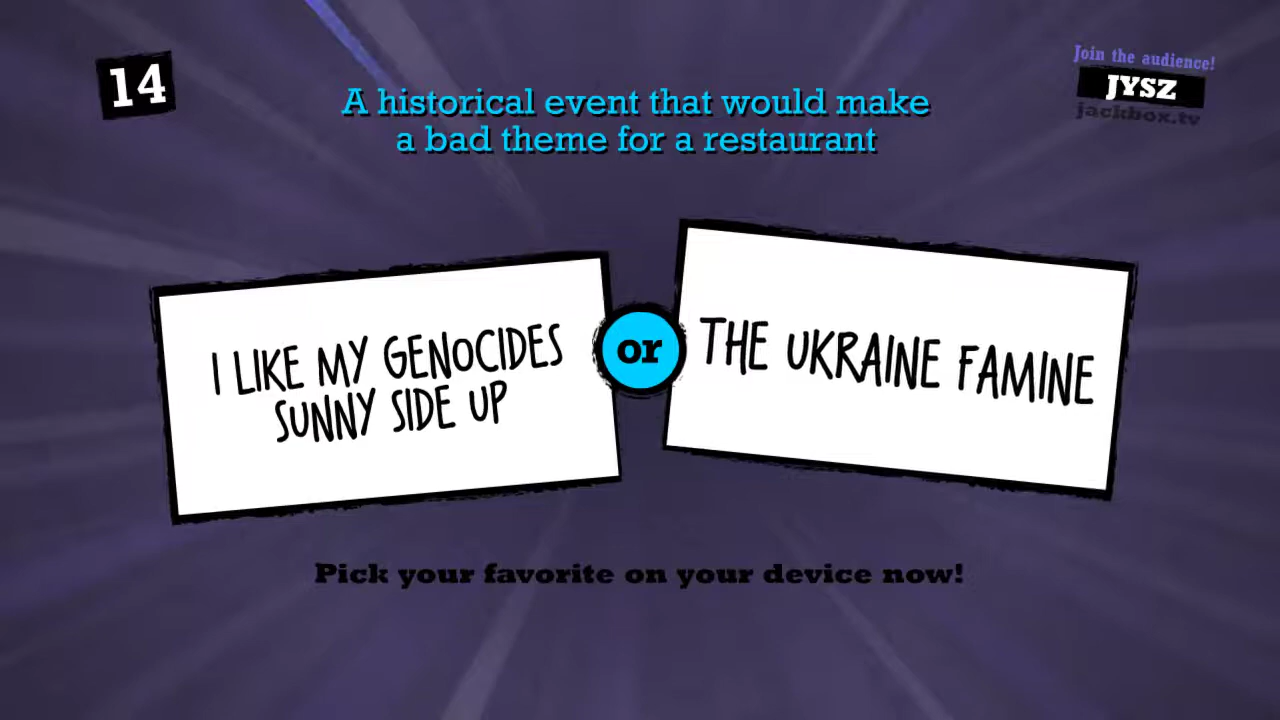 14
Join the audience!
JYSZ
jackbox.tv
A historical event that would make
a bad theme for a restaurant
I LIKE MY GENOCIDES
SUNNY SIDE UP
or
THE UKRAINE FAMINE
Pick your favorite on your device now!